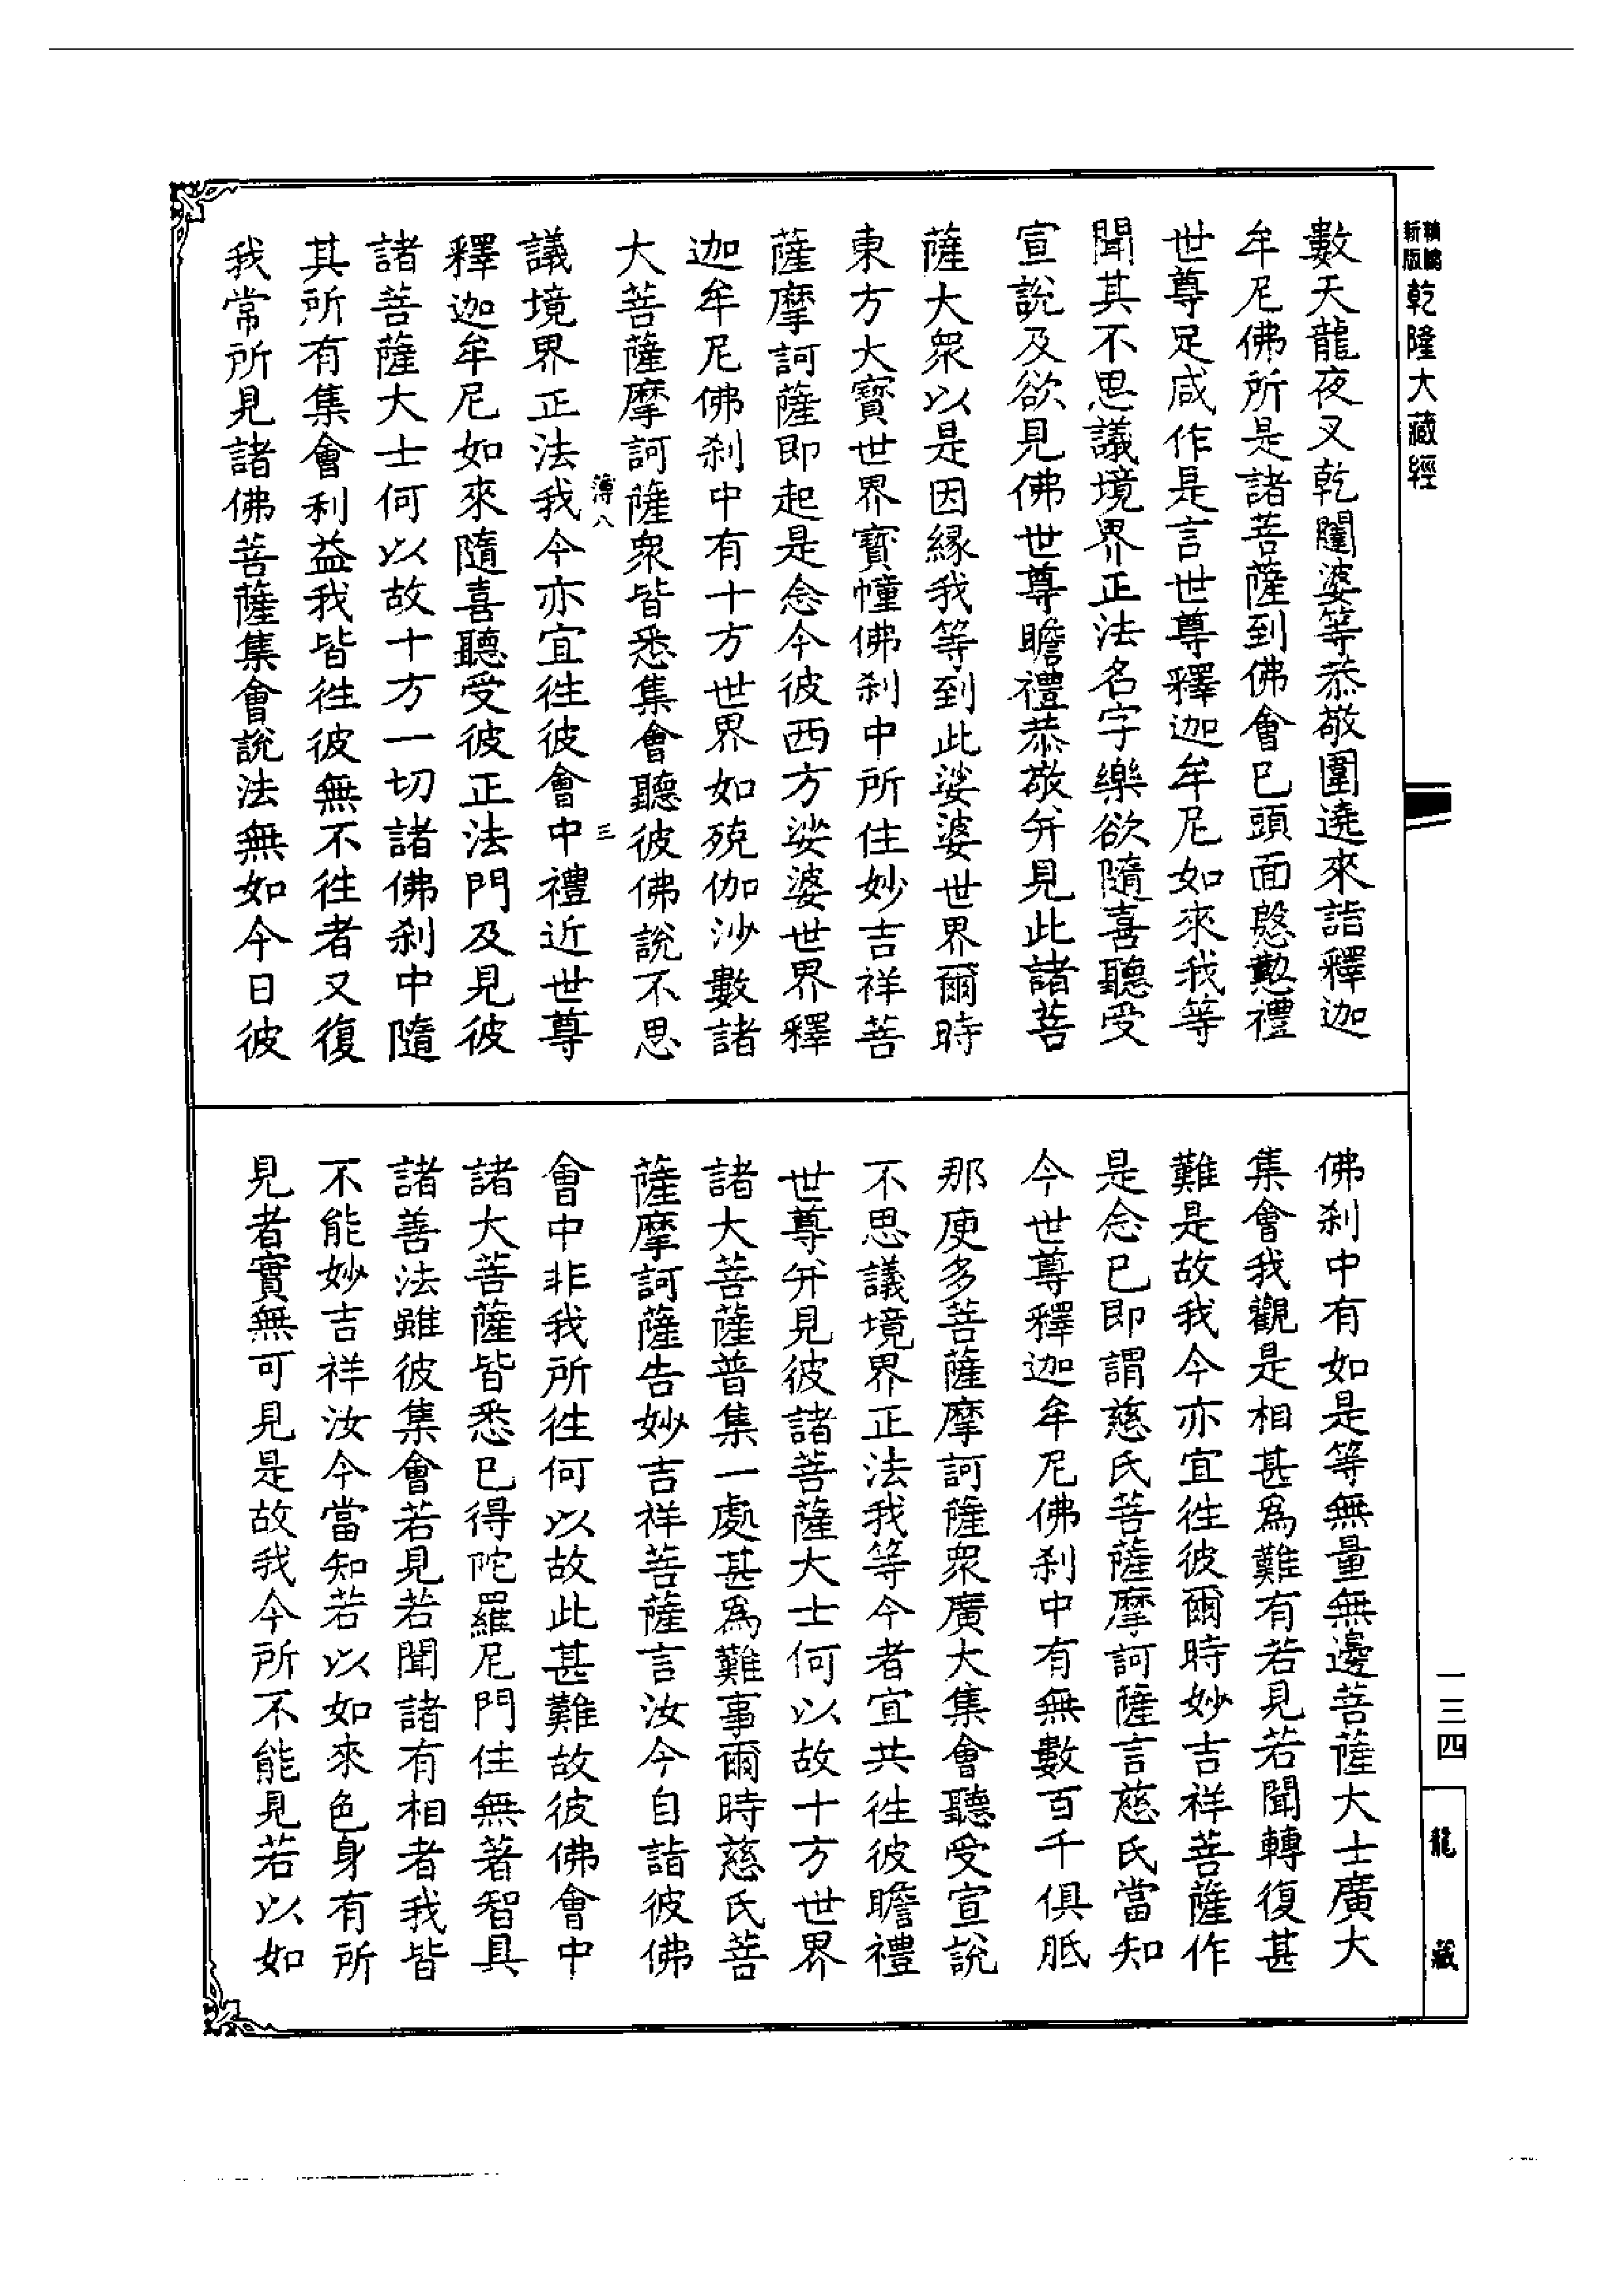 新版精縮乾隆大藏經
數天龍夜叉乾闥婆等恭敬圍遶來詣釋迦
牟尼佛所是諸菩薩到佛會已頭面慇懃禮
世尊足咸作是言世尊釋迦牟尼如來我等
聞其不思議境界正法名字樂欲隨喜聽受
宣說及欲見佛世尊瞻禮恭敬并見此諸菩
薩大眾以是因緣我等到此娑婆世界爾時
東方大寶世界寶幢佛刹中所住妙吉祥菩
薩摩訶薩即起是念今彼西方娑婆世界釋
迦牟尼佛刹中有十方世界如殑伽沙數諸
大菩薩摩訶薩眾皆悉集會聽彼佛說不思
薄八 三
議境界正法我今亦宜往彼會中禮近世尊
釋迦牟尼如來隨喜聽受彼正法門及見彼
諸菩薩大士何以故十方一切諸佛刹中隨
其所有集會利益我皆往彼無不往者又復
我常所見諸佛菩薩集會說法無如今日彼
佛刹中有如是等無量無邊菩薩大士廣大
集會我觀是相甚爲難有若見若聞轉復甚
難是故我今亦宜往彼爾時妙吉祥菩薩作
是念已即謂慈氏菩薩摩訶薩言慈氏當知
今世尊釋迦牟尼佛刹中有無數百千俱胝
那庾多菩薩摩訶薩眾廣大集會聽受宣說
不思議境界正法我等今者宜共往彼瞻禮
世尊并見彼諸菩薩大士何以故十方世界
諸大菩薩普集一處甚爲難事爾時慈氏菩
薩摩訶薩告妙吉祥菩薩言汝今自詣彼佛
會中非我所往何以故此甚難故彼佛會中
諸大菩薩皆悉已得陀羅尼門住無著智具
諸善法雖彼集會若見若聞諸有相者我皆
不能妙吉祥汝今當知若以如來色身有所
見者實無可見是故我今所不能見若以如
一三四
龍藏